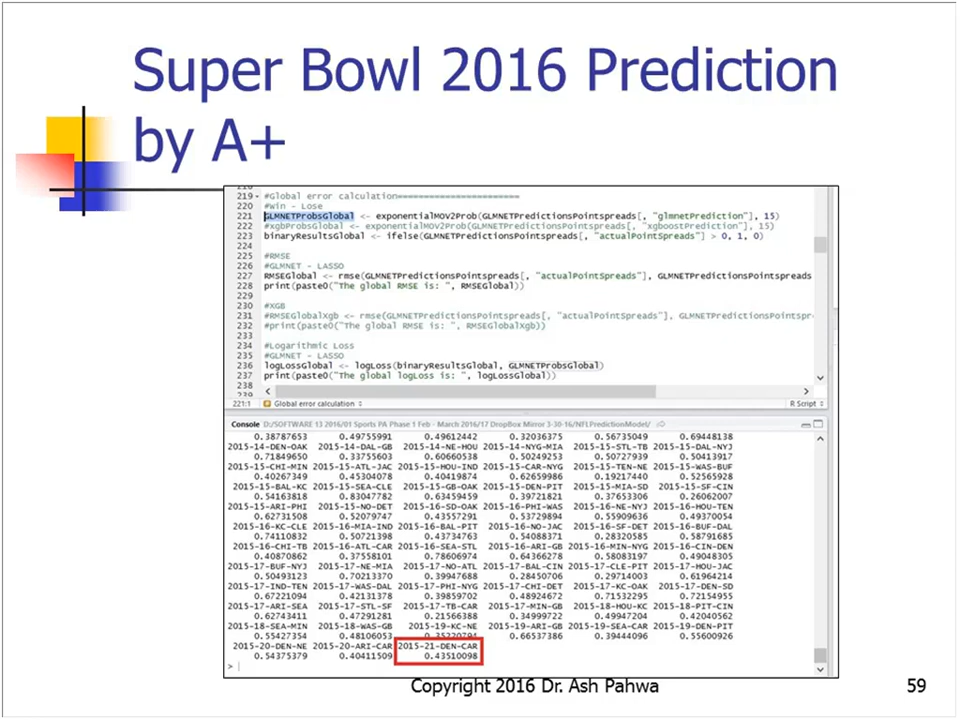 Super Bowl 2016 Prediction
by A+
219 #Global error calculation======================
220 #Win - Lose
221 GLMNETProbsGlobal <- exponentialMOV2Prob(GLMNETPredictionsPointspreads[, "glmnetPrediction"], 15)
222 #xgbProbsGlobal <- exponentialMOV2Prob(GLMNETPredictionsPointspreads[, "xgboostPrediction"], 15)
223 binaryResultsGlobal <- ifelse(GLMNETPredictionsPointspreads[, "actualPointSpreads"] > 0, 1, 0)
224
225 #RMSE
226 #GLMNET - LASSO
227 RMSEGlobal <- rmse(GLMNETPredictionsPointspreads[, "actualPointSpreads"], GLMNETPredictionsPointspreads
228 print(paste0("The global RMSE is: ", RMSEGlobal))
229
230 #XGB
231 #RMSEGlobalXgb <- rmse(GLMNETPredictionsPointspreads[, "actualPointSpreads"], GLMNETPredictionsPointspr
232 #print(paste0("The global RMSE is: ", RMSEGlobalXgb))
233
234 #Logarithmic Loss
235 #GLMNET - LASSO
236 logLossGlobal <- logLoss(binaryResultsGlobal, GLMNETProbsGlobal)
237 print(paste0("The global logLoss is: ", logLossGlobal))
238
221:1 Global error calculation R Script
Console D:/SOFTWARE 13 2016/01 Sports PA Phase 1 Feb - March 2016/17 DropBox Mirror 3-30-16/NFLPredictionModel/
0.38787653 0.49755991 0.49612442 0.32036375 0.56735049 0.69448138
2015-14-DEN-OAK 2015-14-DAL-GB 2015-14-NE-HOU 2015-14-NYG-MIA 2015-15-STL-TB 2015-15-DAL-NYJ
0.71849650 0.33755603 0.60660538 0.50249253 0.50727939 0.50413917
2015-15-CHI-MIN 2015-15-ATL-JAC 2015-15-HOU-IND 2015-15-CAR-NYG 2015-15-TEN-NE 2015-15-WAS-BUF
0.40267349 0.45304078 0.40419874 0.62659986 0.19217440 0.52565928
2015-15-BAL-KC 2015-15-SEA-CLE 2015-15-GB-OAK 2015-15-DEN-PIT 2015-15-MIA-SD 2015-15-SF-CIN
0.54163818 0.83047782 0.63459459 0.39721821 0.37653306 0.26062007
2015-15-ARI-PHI 2015-15-NO-DET 2015-16-SD-OAK 2015-16-PHI-WAS 2015-16-NE-NYJ 2015-16-HOU-TEN
0.62731508 0.52079747 0.43557291 0.53729894 0.55909636 0.49370054
2015-16-KC-CLE 2015-16-MIA-IND 2015-16-BAL-PIT 2015-16-NO-JAC 2015-16-SF-DET 2015-16-BUF-DAL
0.74110832 0.50721398 0.43734763 0.54088371 0.28320585 0.58791685
2015-16-CHI-TB 2015-16-ATL-CAR 2015-16-SEA-STL 2015-16-ARI-GB 2015-16-MIN-NYG 2015-16-CIN-DEN
0.40870862 0.37558101 0.78606974 0.64366278 0.58083197 0.49048305
2015-17-BUF-NYJ 2015-17-NE-MIA 2015-17-NO-ATL 2015-17-BAL-CIN 2015-17-CLE-PIT 2015-17-HOU-JAC
0.50493123 0.70213370 0.39947688 0.28450706 0.29714003 0.61964214
2015-17-IND-TEN 2015-17-WAS-DAL 2015-17-PHI-NYG 2015-17-CHI-DET 2015-17-KC-OAK 2015-17-DEN-SD
0.67221094 0.42131378 0.39859702 0.48924672 0.71532295 0.72154955
2015-17-ARI-SEA 2015-17-STL-SF 2015-17-TB-CAR 2015-17-MIN-GB 2015-18-HOU-KC 2015-18-PIT-CIN
0.62743411 0.47291281 0.21566388 0.34999722 0.49947204 0.42040562
2015-18-SEA-MIN 2015-18-WAS-GB 2015-19-KC-NE 2015-19-ARI-GB 2015-19-SEA-CAR 2015-19-DEN-PIT
0.55427354 0.48106053 0.35220794 0.66537386 0.39444096 0.55600926
2015-20-DEN-NE 2015-20-ARI-CAR 2015-21-DEN-CAR
0.54375379 0.40411509 0.43510098
>
Copyright 2016 Dr. Ash Pahwa 59